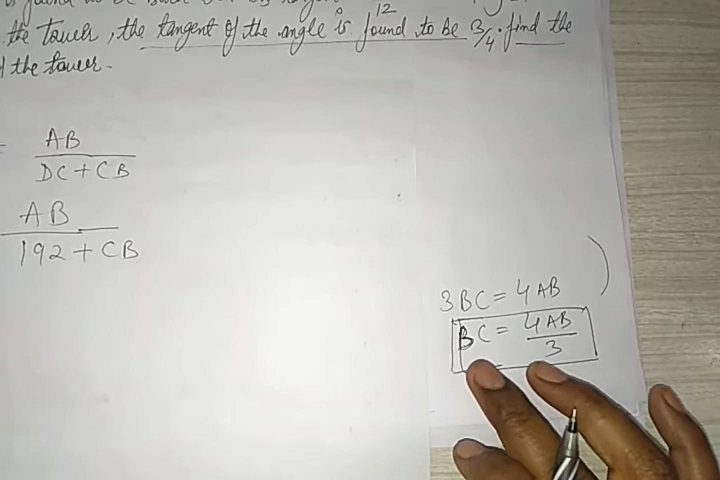 12
the tower, the tangent of the angle is found to be 3/4. find the
the tower.
AB
DC + CB
AB
192 + CB
3BC = 4AB
BC = 4AB/3